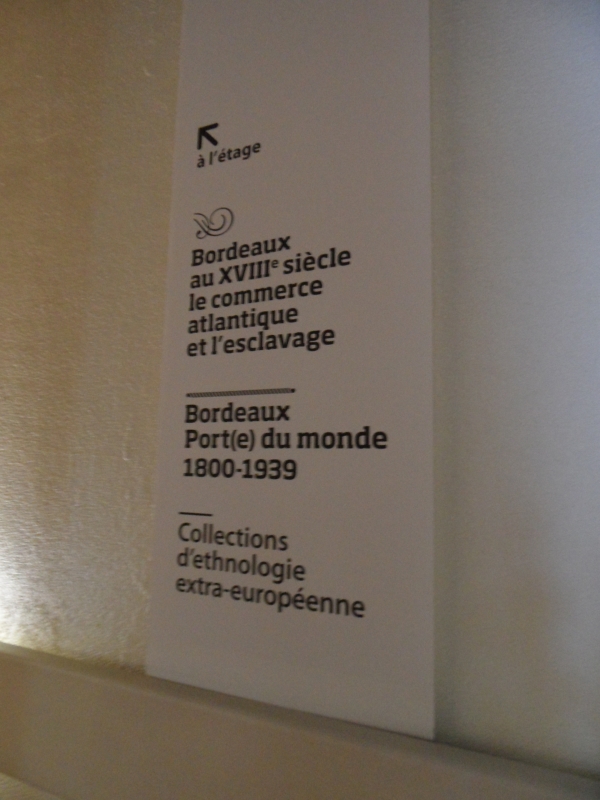 à l'étage
Bordeaux
au XVIIIe siècle
le commerce
atlantique
et l'esclavage
Bordeaux
Port(e) du monde
1800-1939
Collections
d'ethnologie
extra-européenne